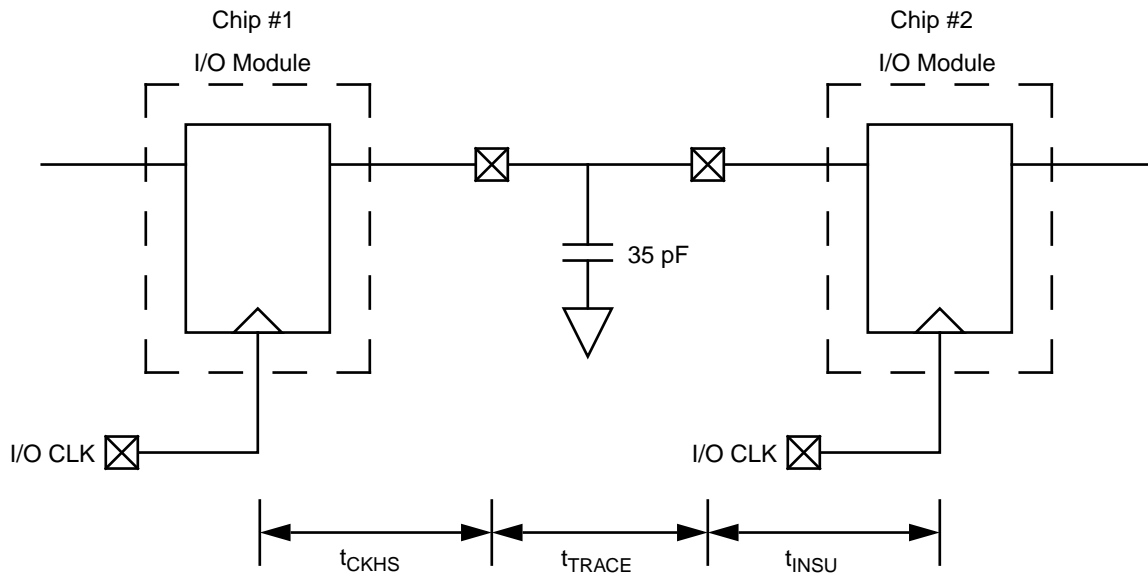 Chip #1
I/O Module
Chip #2
I/O Module
35 pF
I/O CLK
I/O CLK
tCKHS
tTRACE
tINSU